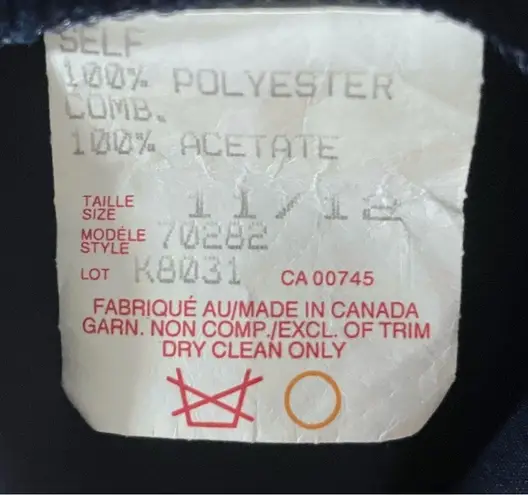 SELF
100% POLYESTER
COMB.
100% ACETATE
TAILLE
SIZE 11/12
MODÈLE
STYLE 70282
LOT K8031 CA 00745
FABRIQUÉ AU/MADE IN CANADA
GARN. NON COMP./EXCL. OF TRIM
DRY CLEAN ONLY